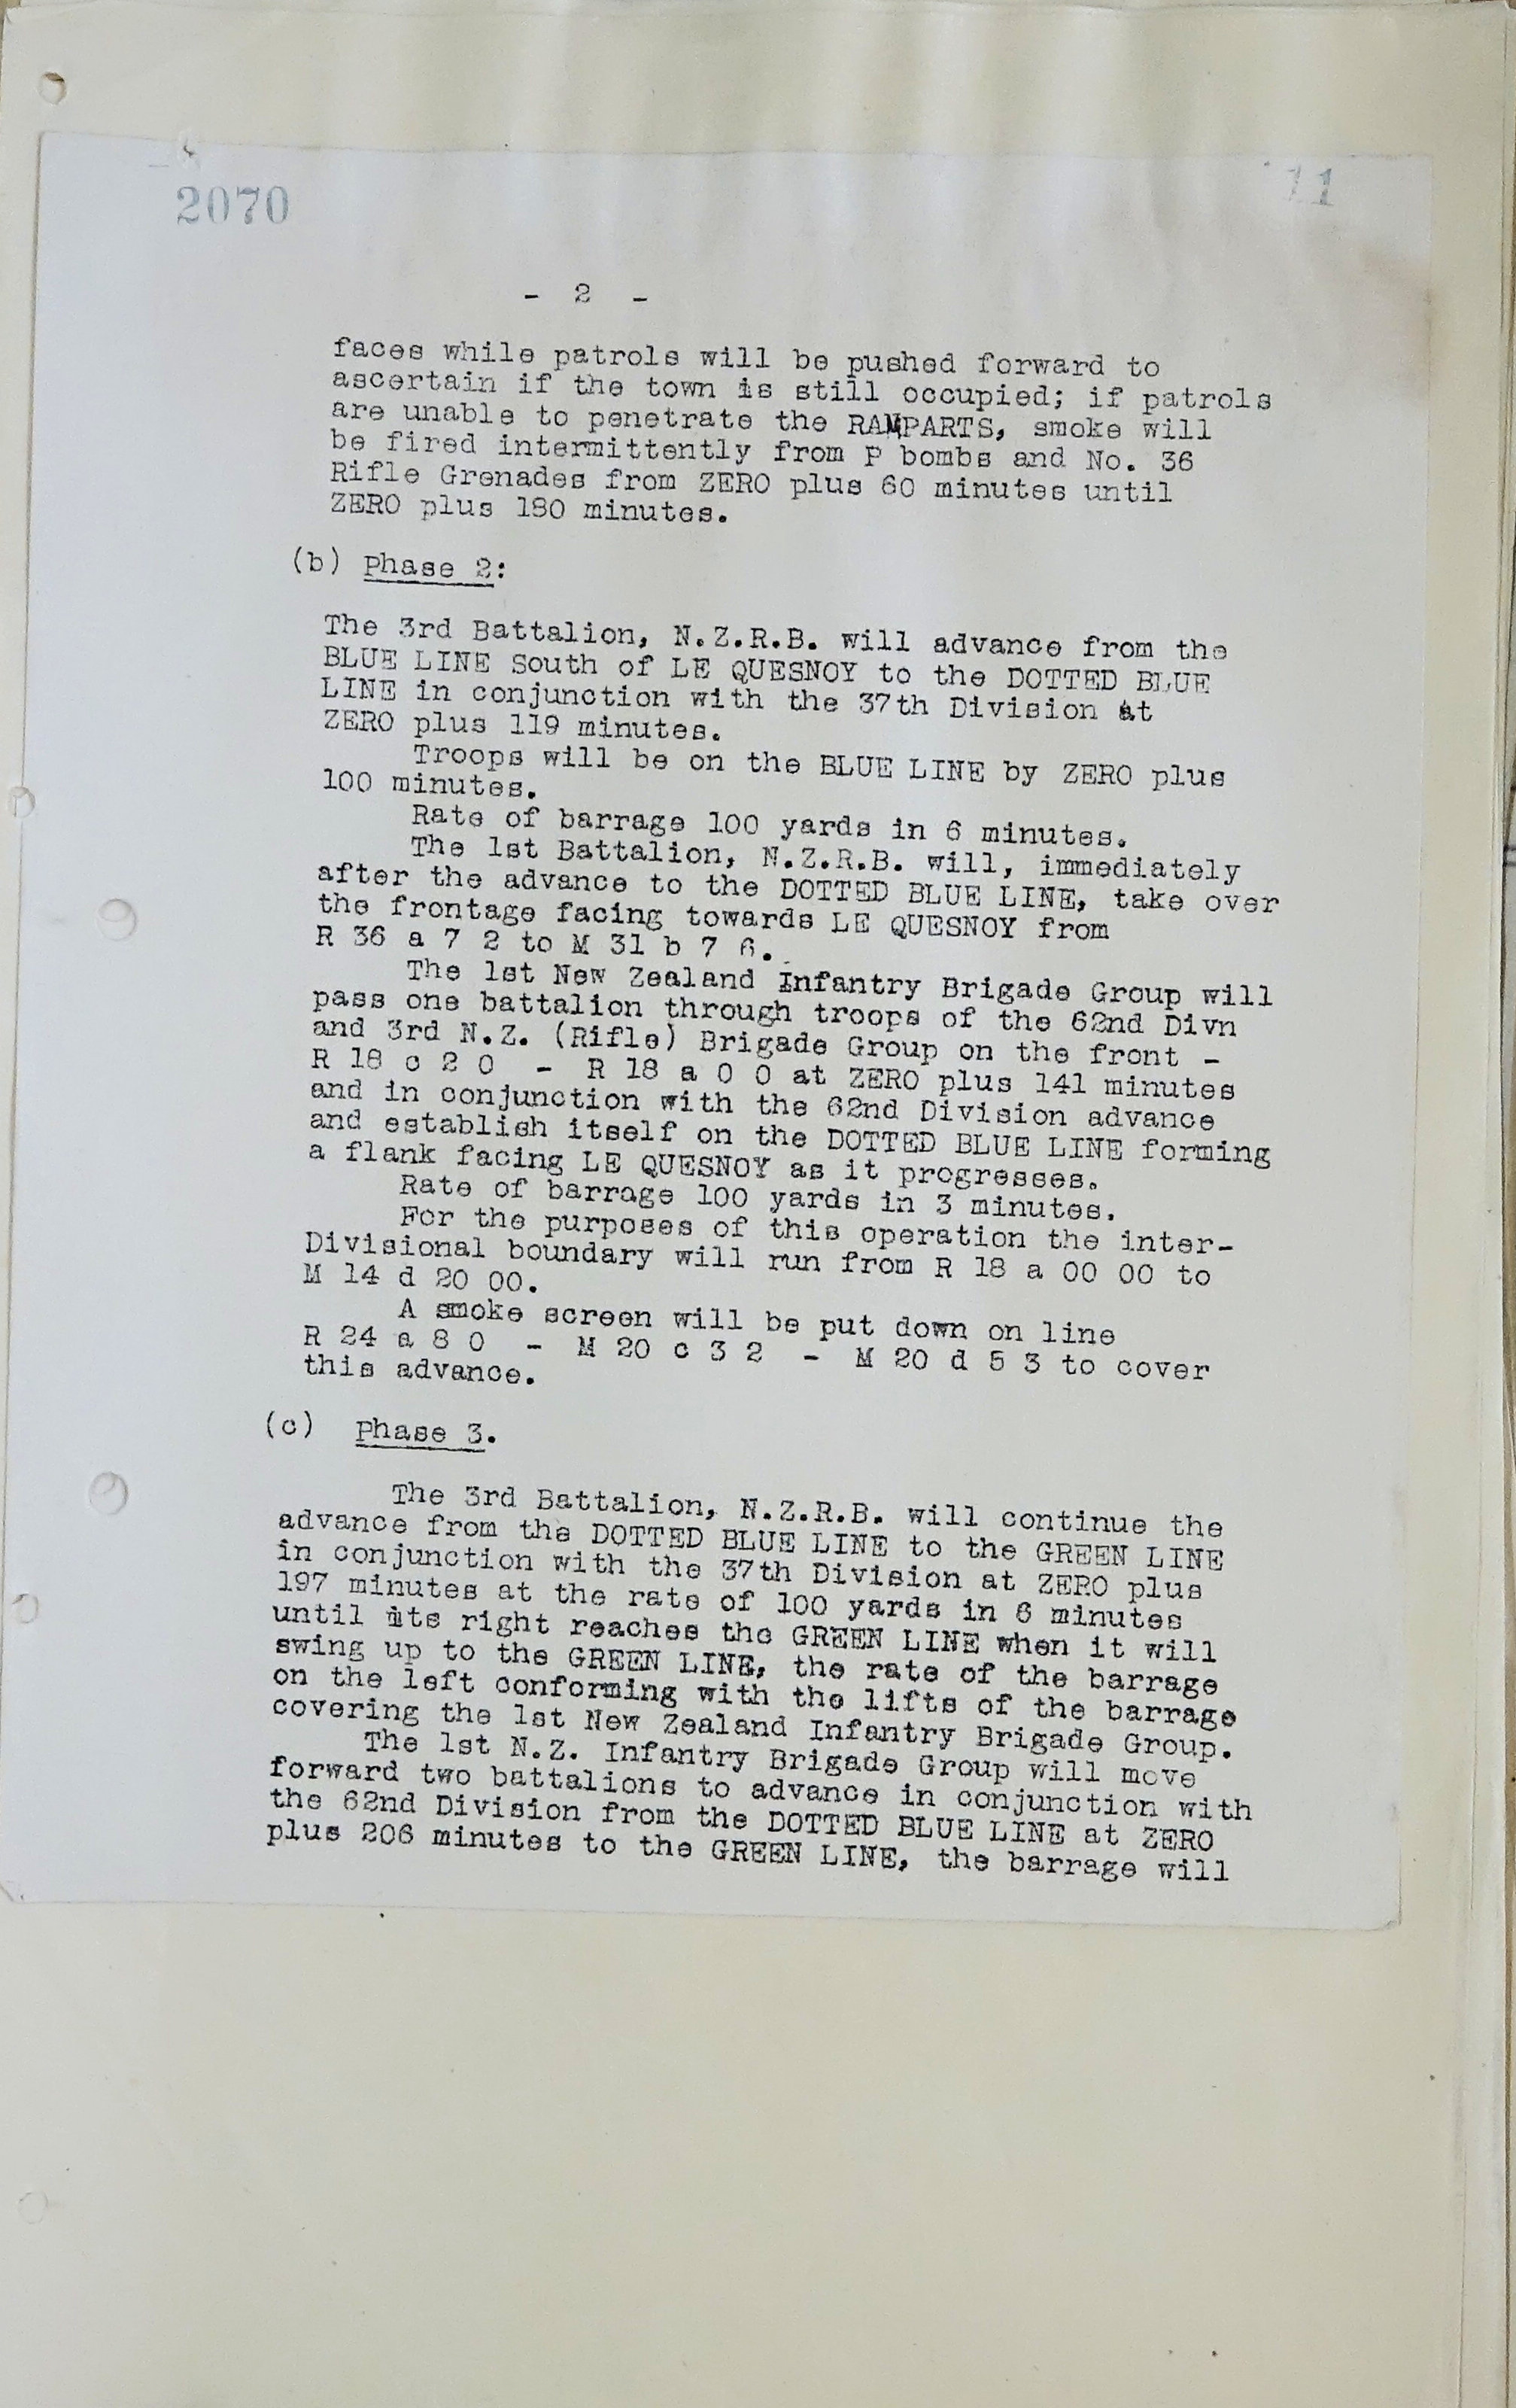 2070
11
- 2 -
faces while patrols will be pushed forward to
ascertain if the town is still occupied; if patrols
are unable to penetrate the RAMPARTS, smoke will
be fired intermittently from P bombs and No. 36
Rifle Grenades from ZERO plus 60 minutes until
ZERO plus 180 minutes.
(b) Phase 2:
The 3rd Battalion, N.Z.R.B. will advance from the
BLUE LINE South of LE QUESNOY to the DOTTED BLUE
LINE in conjunction with the 37th Division at
ZERO plus 119 minutes.
Troops will be on the BLUE LINE by ZERO plus
100 minutes.
Rate of barrage 100 yards in 6 minutes.
The 1st Battalion, N.Z.R.B. will, immediately
after the advance to the DOTTED BLUE LINE, take over
the frontage facing towards LE QUESNOY from
R 36 a 7 2 to M 31 b 7 6.
The 1st New Zealand Infantry Brigade Group will
pass one battalion through troops of the 62nd Divn
and 3rd N.Z. (Rifle) Brigade Group on the front -
R 18 c 2 0 - R 18 a 0 0 at ZERO plus 141 minutes
and in conjunction with the 62nd Division advance
and establish itself on the DOTTED BLUE LINE forming
a flank facing LE QUESNOY as it progresses.
Rate of barrage 100 yards in 3 minutes.
For the purposes of this operation the inter-
Divisional boundary will run from R 18 a 00 00 to
M 14 d 20 00.
A smoke screen will be put down on line
R 24 a 8 0 - M 20 c 3 2 - M 20 d 5 3 to cover
this advance.
(c) Phase 3.
The 3rd Battalion, N.Z.R.B. will continue the
advance from the DOTTED BLUE LINE to the GREEN LINE
in conjunction with the 37th Division at ZERO plus
197 minutes at the rate of 100 yards in 6 minutes
until its right reaches the GREEN LINE when it will
swing up to the GREEN LINE, the rate of the barrage
on the left conforming with the lifts of the barrage
covering the 1st New Zealand Infantry Brigade Group.
The 1st N.Z. Infantry Brigade Group will move
forward two battalions to advance in conjunction with
the 62nd Division from the DOTTED BLUE LINE at ZERO
plus 206 minutes to the GREEN LINE, the barrage will